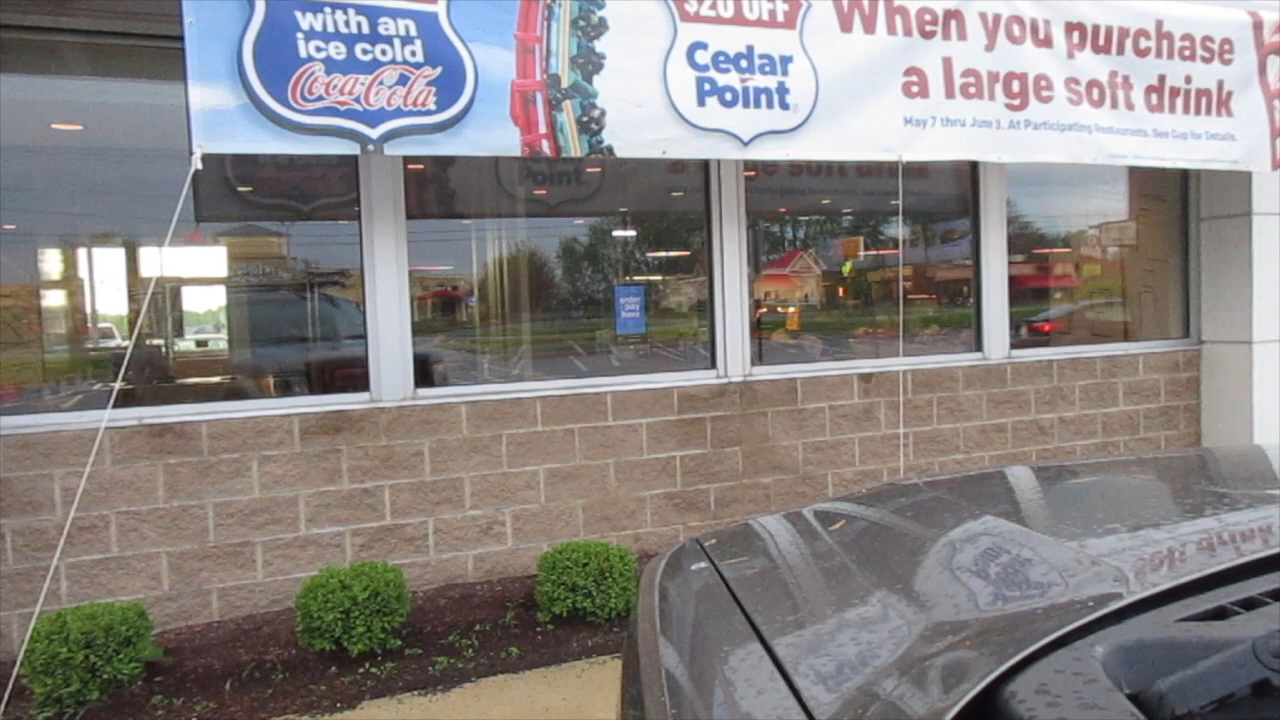 with an
ice cold
Coca-Cola
$20 OFF
Cedar
Point
When you purchase
a large soft drink
May 7 thru June 3. At Participating Restaurants. See Cup for Details.
order
pay
here